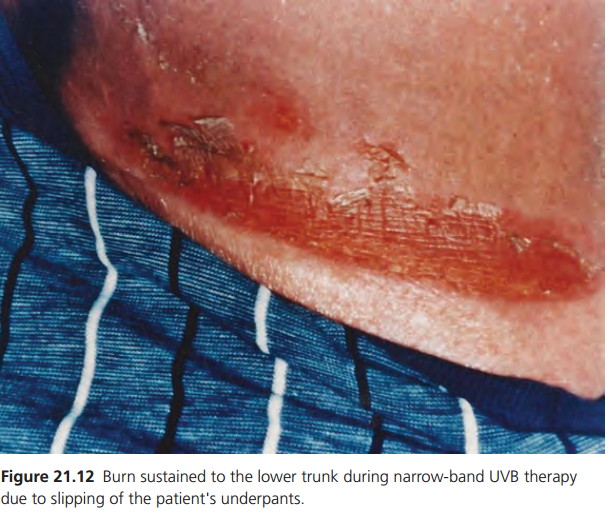 Figure 21.12 Burn sustained to the lower trunk during narrow-band UVB therapy
due to slipping of the patient's underpants.